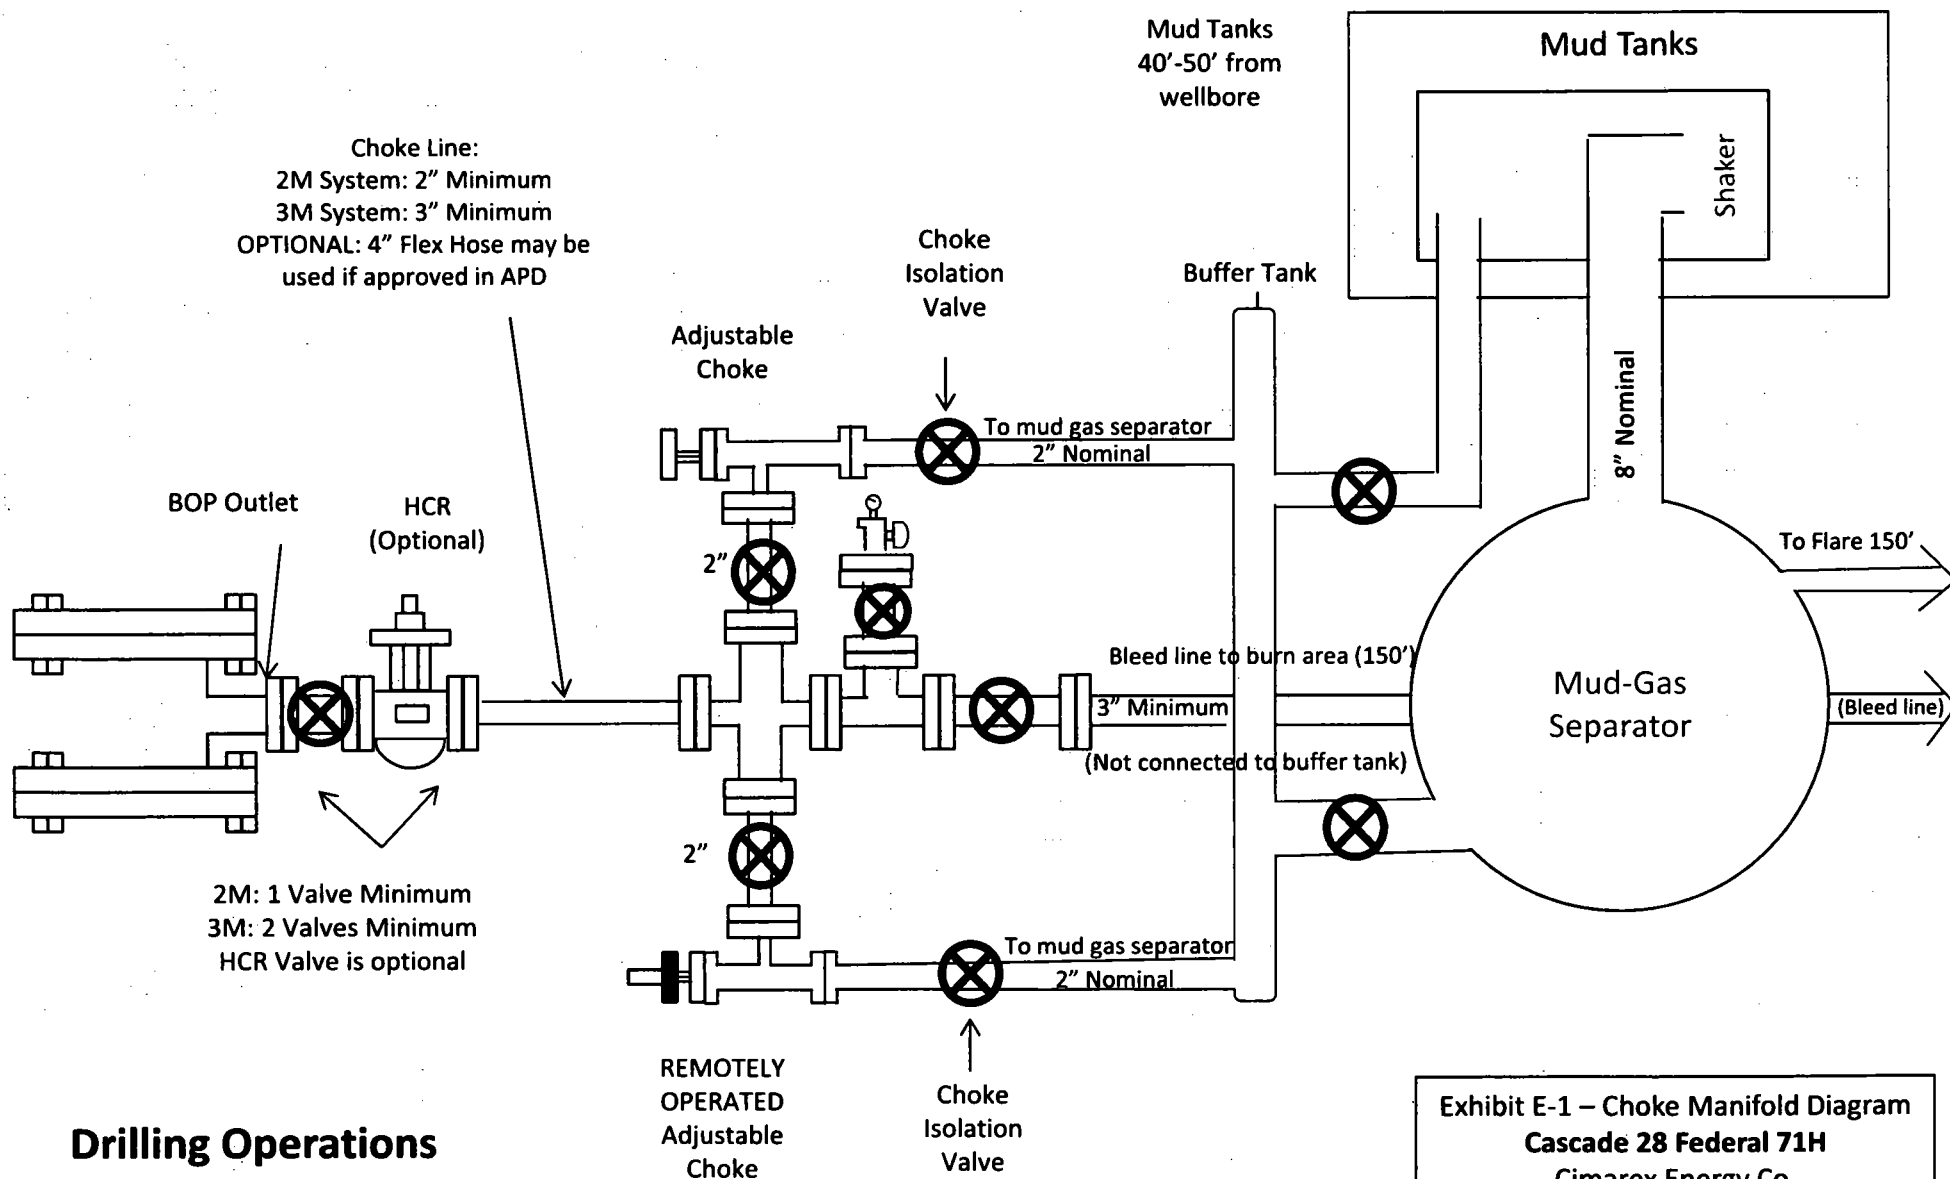 Mud Tanks
40'-50' from
wellbore
Mud Tanks
Shaker
Choke Line:
2M System: 2" Minimum
3M System: 3" Minimum
OPTIONAL: 4" Flex Hose may be
used if approved in APD
Choke
Isolation
Valve
Buffer Tank
Adjustable
Choke
To mud gas separator
2" Nominal
8" Nominal
BOP Outlet
HCR
(Optional)
2"
To Flare 150'
Bleed line to burn area (150')
3" Minimum
(Not connected to buffer tank)
Mud-Gas
Separator
(Bleed line)
2"
2M: 1 Valve Minimum
3M: 2 Valves Minimum
HCR Valve is optional
To mud gas separator
2" Nominal
REMOTELY
OPERATED
Adjustable
Choke
Choke
Isolation
Valve
Drilling Operations
Exhibit E-1 – Choke Manifold Diagram
Cascade 28 Federal 71H
Cimarex Energy Co.